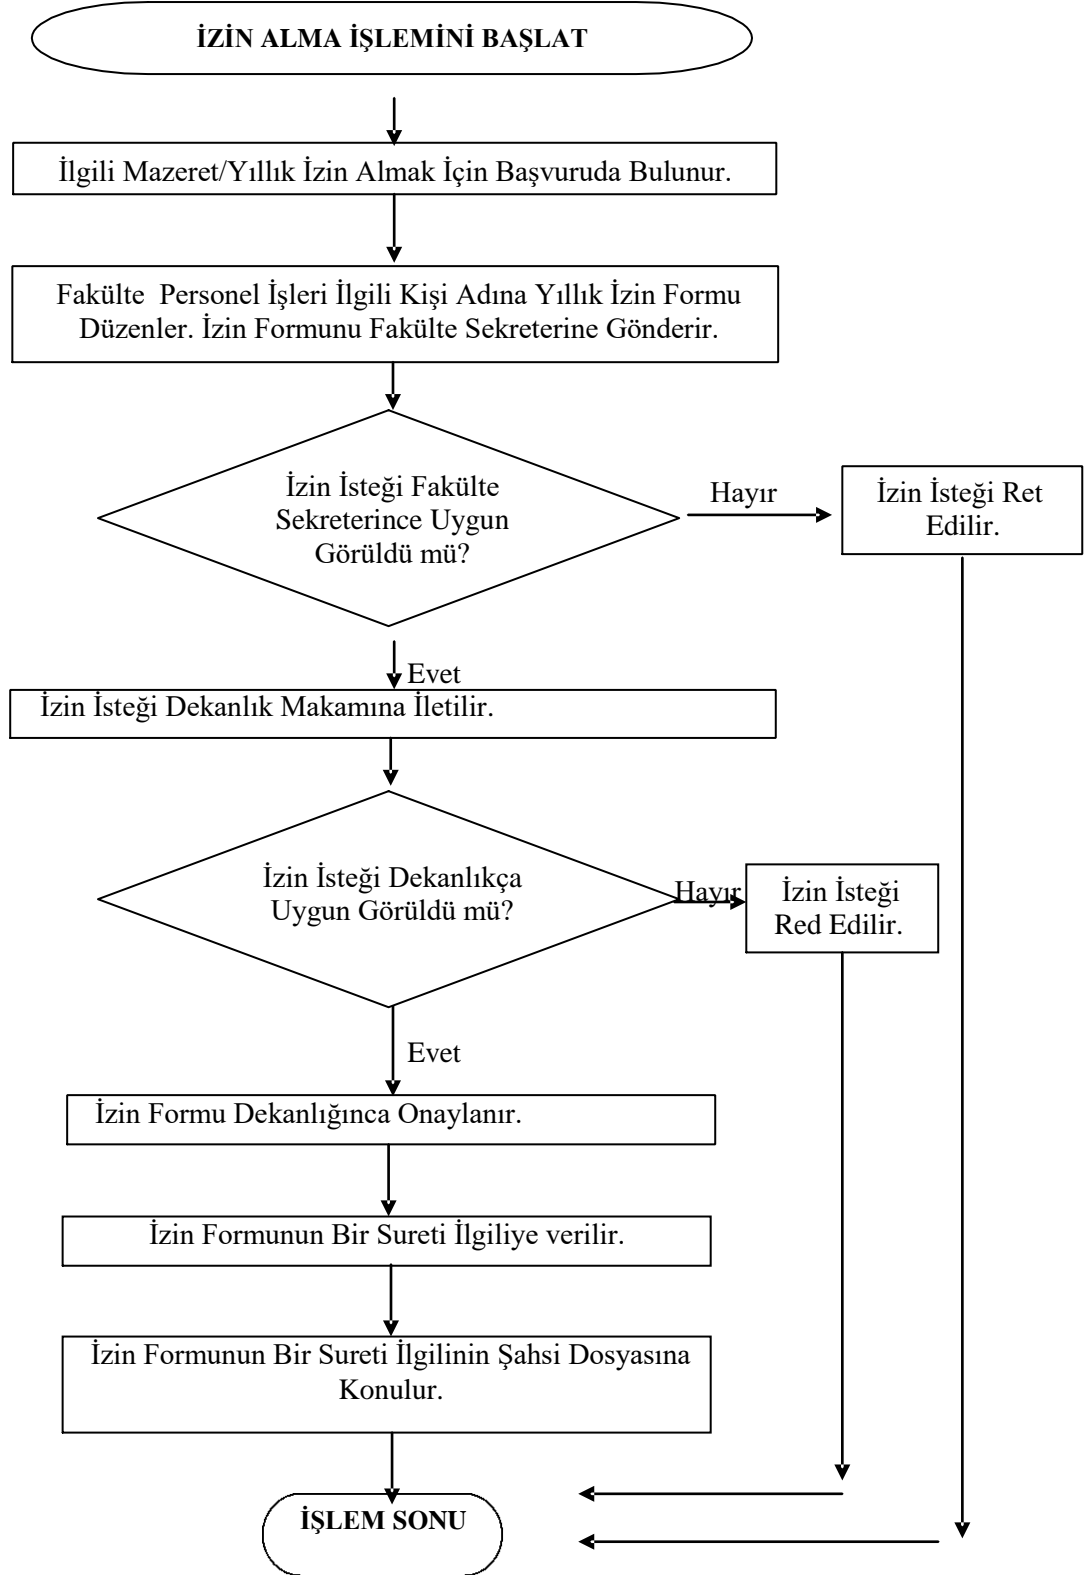 İZİN ALMA İŞLEMİNİ BAŞLAT
İlgili Mazeret/Yıllık İzin Almak İçin Başvuruda Bulunur.
Fakülte Personel İşleri İlgili Kişi Adına Yıllık İzin Formu
Düzenler. İzin Formunu Fakülte Sekreterine Gönderir.
İzin İsteği Fakülte
Sekreterince Uygun
Görüldü mü?
Hayır
İzin İsteği Ret
Edilir.
Evet
İzin İsteği Dekanlık Makamına İletilir.
İzin İsteği Dekanlıkça
Uygun Görüldü mü?
Hayır
İzin İsteği
Red Edilir.
Evet
İzin Formu Dekanlığınca Onaylanır.
İzin Formunun Bir Sureti İlgiliye verilir.
İzin Formunun Bir Sureti İlgilinin Şahsi Dosyasına
Konulur.
İŞLEM SONU